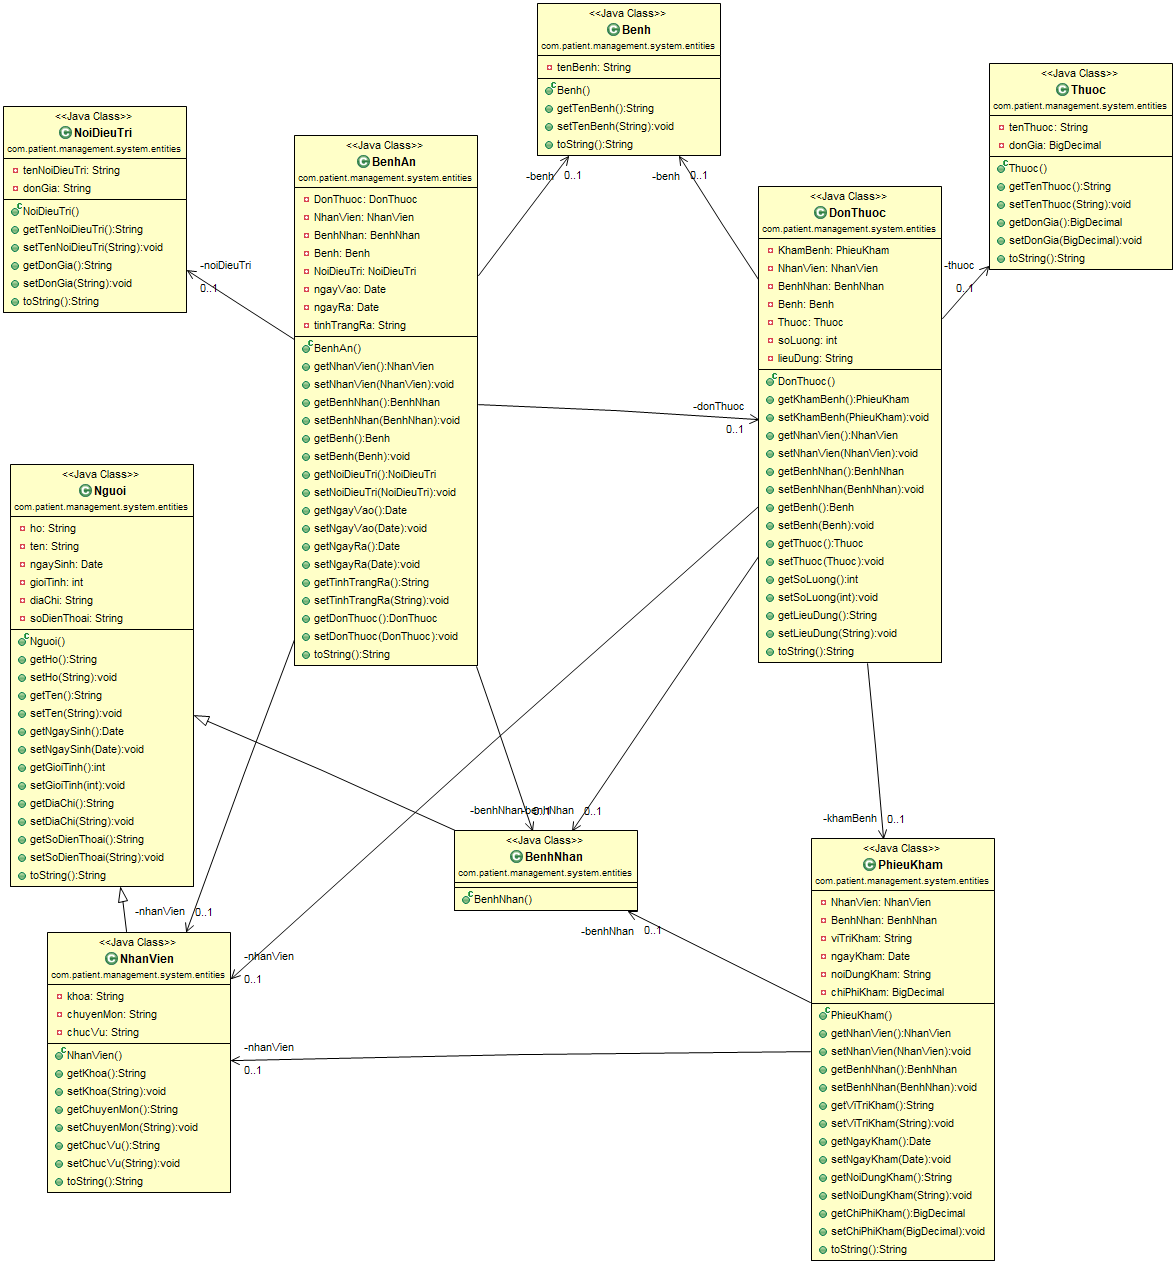 <<Java Class>>
Benh
com.patient.management.system.entities
tenBenh: String
Benh()
getTenBenh():String
setTenBenh(String):void
toString():String
<<Java Class>>
Thuoc
com.patient.management.system.entities
tenThuoc: String
donGia: BigDecimal
Thuoc()
getTenThuoc():String
setTenThuoc(String):void
getDonGia():BigDecimal
setDonGia(BigDecimal):void
toString():String
<<Java Class>>
NoiDieuTri
com.patient.management.system.entities
tenNoiDieuTri: String
donGia: String
NoiDieuTri()
getTenNoiDieuTri():String
setTenNoiDieuTri(String):void
getDonGia():String
setDonGia(String):void
toString():String
<<Java Class>>
BenhAn
com.patient.management.system.entities
DonThuoc: DonThuoc
NhanVien: NhanVien
BenhNhan: BenhNhan
Benh: Benh
NoiDieuTri: NoiDieuTri
ngayVao: Date
ngayRa: Date
tinhTrangRa: String
BenhAn()
getNhanVien():NhanVien
setNhanVien(NhanVien):void
getBenhNhan():BenhNhan
setBenhNhan(BenhNhan):void
getBenh():Benh
setBenh(Benh):void
getNoiDieuTri():NoiDieuTri
setNoiDieuTri(NoiDieuTri):void
getNgayVao():Date
setNgayVao(Date):void
getNgayRa():Date
setNgayRa(Date):void
getTinhTrangRa():String
setTinhTrangRa(String):void
getDonThuoc():DonThuoc
setDonThuoc(DonThuoc):void
toString():String
-benh 0..1
-benh 0..1
<<Java Class>>
DonThuoc
com.patient.management.system.entities
KhamBenh: PhieuKham
NhanVien: NhanVien
BenhNhan: BenhNhan
Benh: Benh
Thuoc: Thuoc
soLuong: int
lieuDung: String
DonThuoc()
getKhamBenh():PhieuKham
setKhamBenh(PhieuKham):void
getNhanVien():NhanVien
setNhanVien(NhanVien):void
getBenhNhan():BenhNhan
setBenhNhan(BenhNhan):void
getBenh():Benh
setBenh(Benh):void
getThuoc():Thuoc
setThuoc(Thuoc):void
getSoLuong():int
setSoLuong(int):void
getLieuDung():String
setLieuDung(String):void
toString():String
-thuoc
0..1
-noiDieuTri
0..1
-donThuoc
0..1
<<Java Class>>
Nguoi
com.patient.management.system.entities
ho: String
ten: String
ngaySinh: Date
gioiTinh: int
diaChi: String
soDienThoai: String
Nguoi()
getHo():String
setHo(String):void
getTen():String
setTen(String):void
getNgaySinh():Date
setNgaySinh(Date):void
getGioiTinh():int
setGioiTinh(int):void
getDiaChi():String
setDiaChi(String):void
getSoDienThoai():String
setSoDienThoai(String):void
toString():String
-benhNhan 0..1
-benhNhan 0..1
-khamBenh 0..1
<<Java Class>>
BenhNhan
com.patient.management.system.entities
BenhNhan()
<<Java Class>>
PhieuKham
com.patient.management.system.entities
NhanVien: NhanVien
BenhNhan: BenhNhan
viTriKham: String
ngayKham: Date
noiDungKham: String
chiPhiKham: BigDecimal
PhieuKham()
getNhanVien():NhanVien
setNhanVien(NhanVien):void
getBenhNhan():BenhNhan
setBenhNhan(BenhNhan):void
getViTriKham():String
setViTriKham(String):void
getNgayKham():Date
setNgayKham(Date):void
getNoiDungKham():String
setNoiDungKham(String):void
getChiPhiKham():BigDecimal
setChiPhiKham(BigDecimal):void
toString():String
-nhanVien 0..1
-benhNhan 0..1
<<Java Class>>
NhanVien
com.patient.management.system.entities
khoa: String
chuyenMon: String
chucVu: String
NhanVien()
getKhoa():String
setKhoa(String):void
getChuyenMon():String
setChuyenMon(String):void
getChucVu():String
setChucVu(String):void
toString():String
-nhanVien
0..1
-nhanVien
0..1